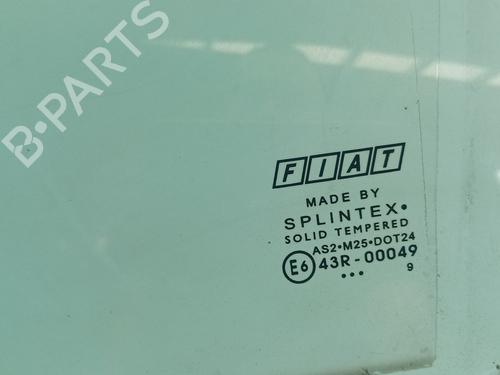 B-PARTS
FIAT
MADE BY
SPLINTEX•
SOLID TEMPERED
AS2•M25•DOT24
E6 43R-00049
••• 9